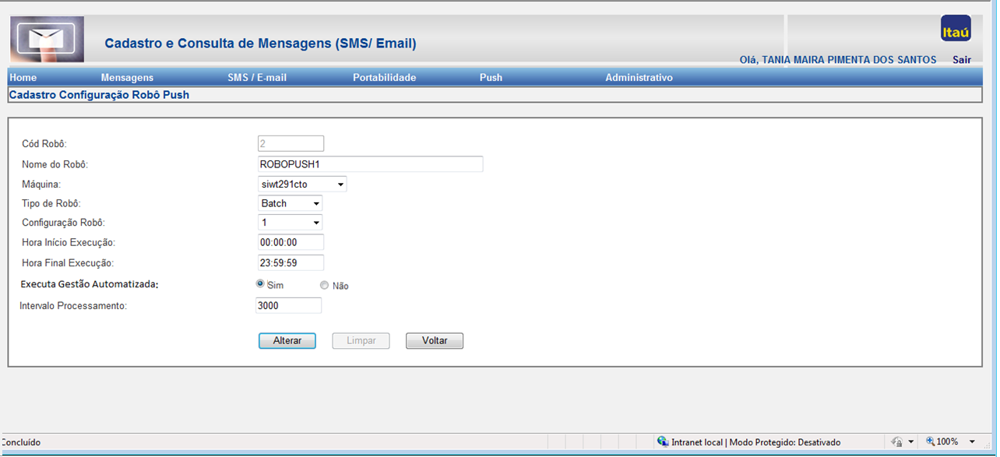 Itaú
Cadastro e Consulta de Mensagens (SMS/ Email)
Olá, TANIA MAIRA PIMENTA DOS SANTOS Sair
Home Mensagens SMS / E-mail Portabilidade Push Administrativo
Cadastro Configuração Robô Push
Cód Robô: 2
Nome do Robô: ROBOPUSH1
Máquina: siwt291cto
Tipo de Robô: Batch
Configuração Robô: 1
Hora Início Execução: 00:00:00
Hora Final Execução: 23:59:59
Executa Gestão Automatizada: Sim Não
Intervalo Processamento: 3000
Alterar Limpar Voltar
Concluído Intranet local | Modo Protegido: Desativado 100%